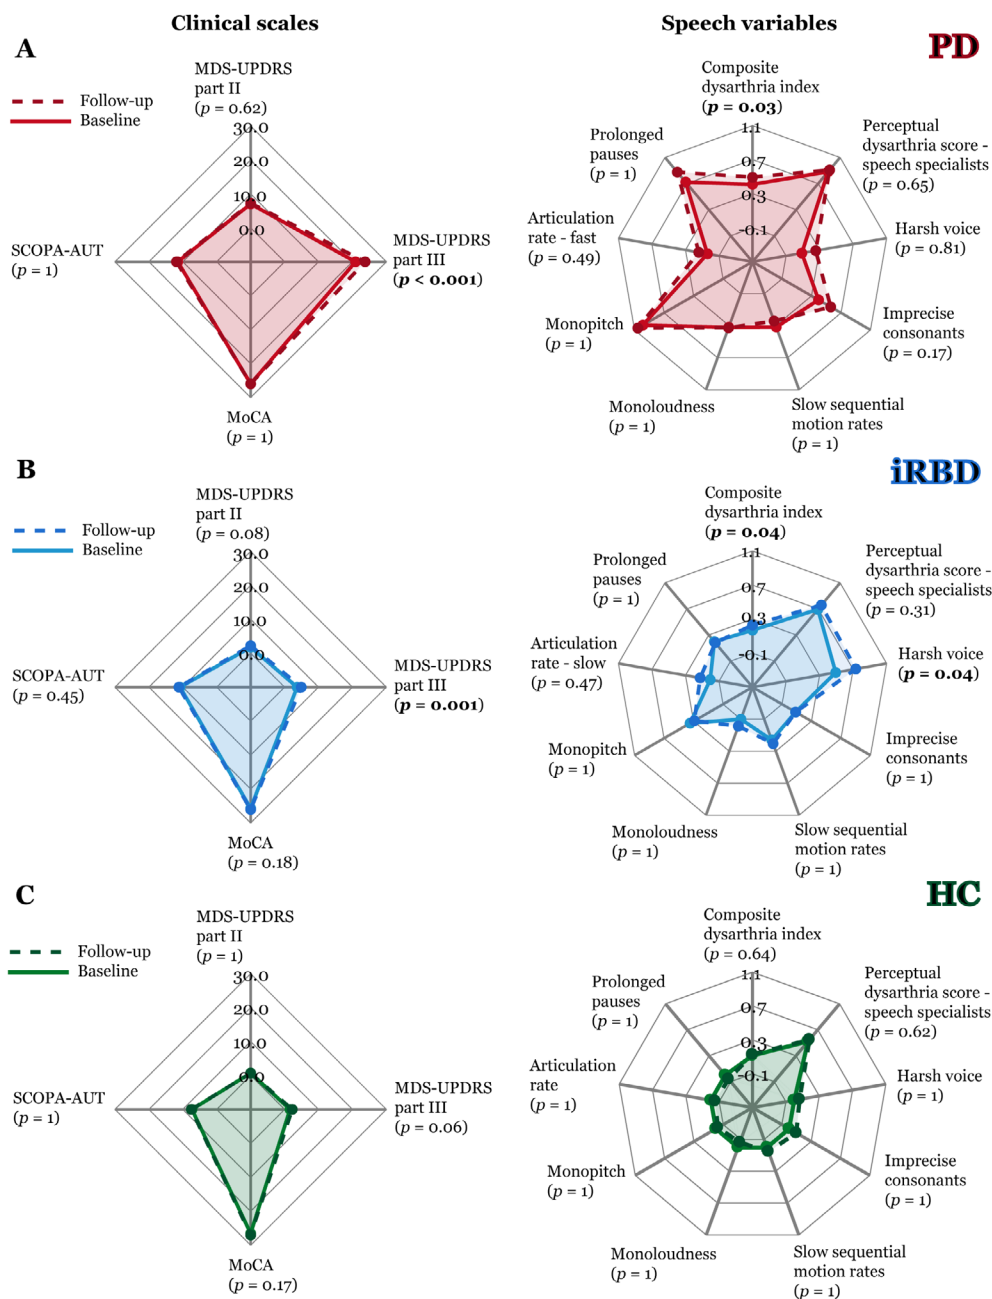 Clinical scales
Speech variables
A
PD
MDS-UPDRS
part II
(p = 0.62)
Follow-up
Baseline
30.0
20.0
10.0
0.0
SCOPA-AUT
(p = 1)
MDS-UPDRS
part III
(p < 0.001)
MoCA
(p = 1)
Composite
dysarthria index
(p = 0.03)
Prolonged
pauses
(p = 1)
Perceptual
dysarthria score -
speech specialists
(p = 0.65)
1.1
0.7
0.3
-0.1
Articulation
rate - fast
(p = 0.49)
Harsh voice
(p = 0.81)
Monopitch
(p = 1)
Imprecise
consonants
(p = 0.17)
Monoloudness
(p = 1)
Slow sequential
motion rates
(p = 1)
B
iRBD
MDS-UPDRS
part II
(p = 0.08)
Follow-up
Baseline
30.0
20.0
10.0
0.0
SCOPA-AUT
(p = 0.45)
MDS-UPDRS
part III
(p = 0.001)
MoCA
(p = 0.18)
Composite
dysarthria index
(p = 0.04)
Prolonged
pauses
(p = 1)
Perceptual
dysarthria score -
speech specialists
(p = 0.31)
1.1
0.7
0.3
-0.1
Articulation
rate - slow
(p = 0.47)
Harsh voice
(p = 0.04)
Monopitch
(p = 1)
Imprecise
consonants
(p = 1)
Monoloudness
(p = 1)
Slow sequential
motion rates
(p = 1)
C
HC
MDS-UPDRS
part II
(p = 1)
Follow-up
Baseline
30.0
20.0
10.0
0.0
SCOPA-AUT
(p = 1)
MDS-UPDRS
part III
(p = 0.06)
MoCA
(p = 0.17)
Composite
dysarthria index
(p = 0.64)
Prolonged
pauses
(p = 1)
Perceptual
dysarthria score -
speech specialists
(p = 0.62)
1.1
0.7
0.3
-0.1
Articulation
rate
(p = 1)
Harsh voice
(p = 1)
Monopitch
(p = 1)
Imprecise
consonants
(p = 1)
Monoloudness
(p = 1)
Slow sequential
motion rates
(p = 1)